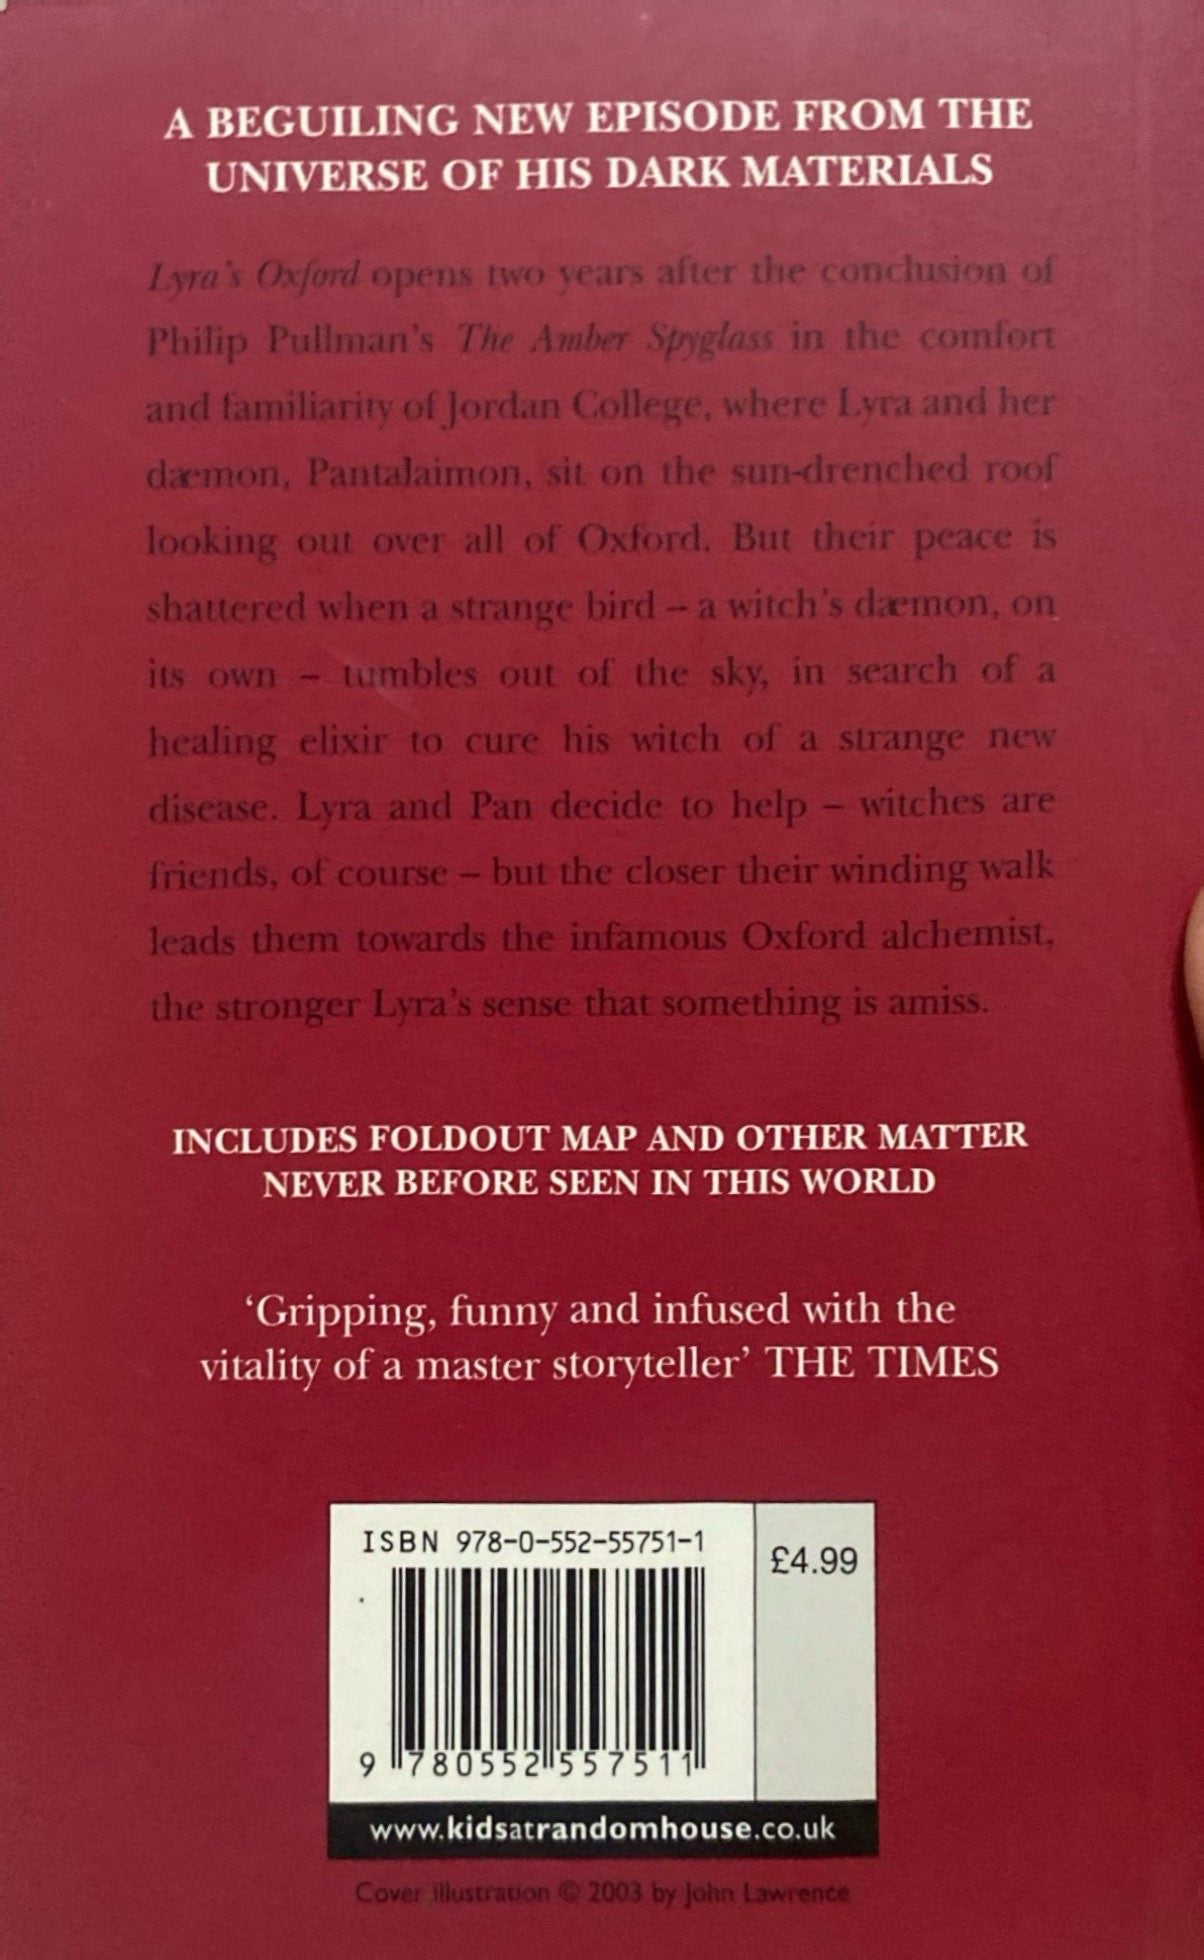 A BEGUILING NEW EPISODE FROM THE
UNIVERSE OF HIS DARK MATERIALS
Lyra's Oxford opens two years after the conclusion of
Philip Pullman's The Amber Spyglass in the comfort
and familiarity of Jordan College, where Lyra and her
dæmon, Pantalaimon, sit on the sun-drenched roof
looking out over all of Oxford. But their peace is
shattered when a strange bird – a witch's dæmon, on
its own – tumbles out of the sky, in search of a
healing elixir to cure his witch of a strange new
disease. Lyra and Pan decide to help – witches are
friends, of course – but the closer their winding walk
leads them towards the infamous Oxford alchemist,
the stronger Lyra's sense that something is amiss.
INCLUDES FOLDOUT MAP AND OTHER MATTER
NEVER BEFORE SEEN IN THIS WORLD
‘Gripping, funny and infused with the
vitality of a master storyteller’ THE TIMES
ISBN 978-0-552-55751-1
£4.99
9 780552 557511
www.kidsatrandomhouse.co.uk
Cover illustration © 2003 by John Lawrence